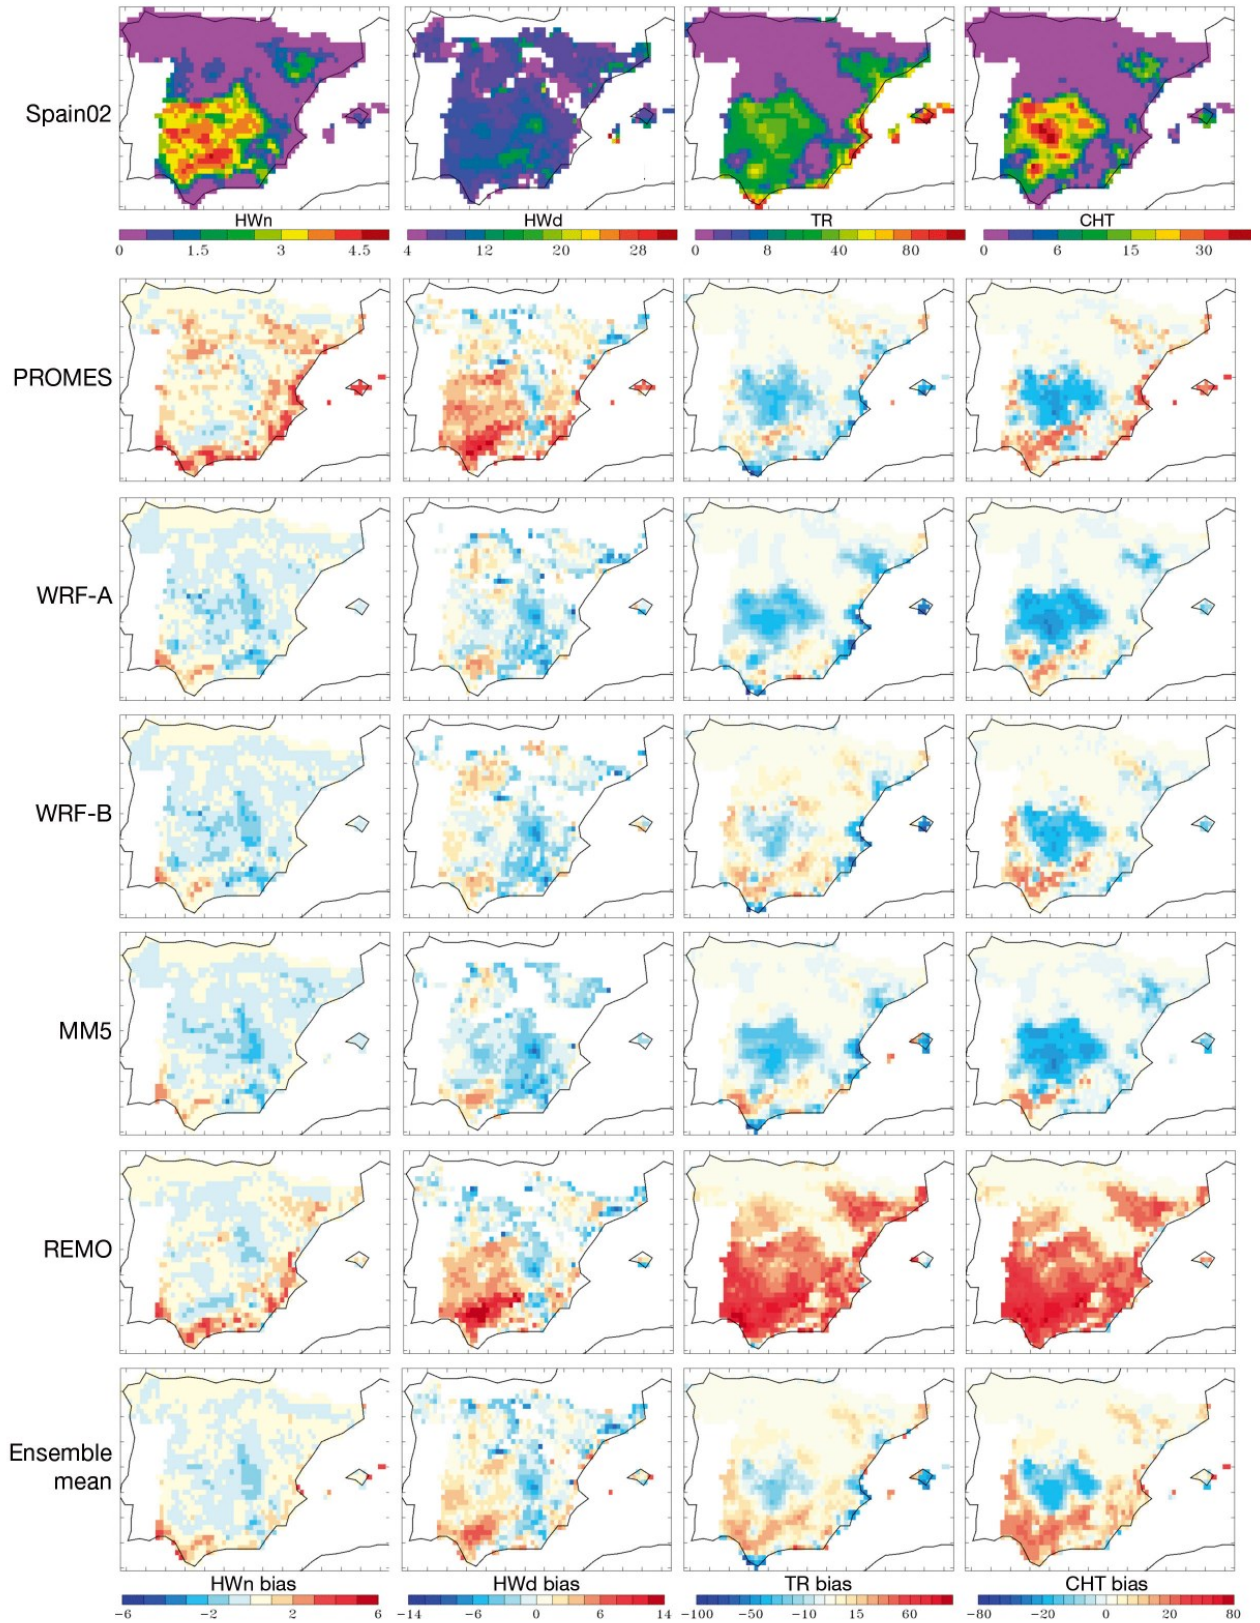 Spain02
HWn HWd TR CHT
0 1.5 3 4.5 4 12 20 28 0 8 40 80 0 6 15 30
PROMES
WRF-A
WRF-B
MM5
REMO
Ensemble
mean
HWn bias HWd bias TR bias CHT bias
−6 −2 2 6 −14 −6 0 6 14 −100 −50 −10 15 60 −80 −20 20 80